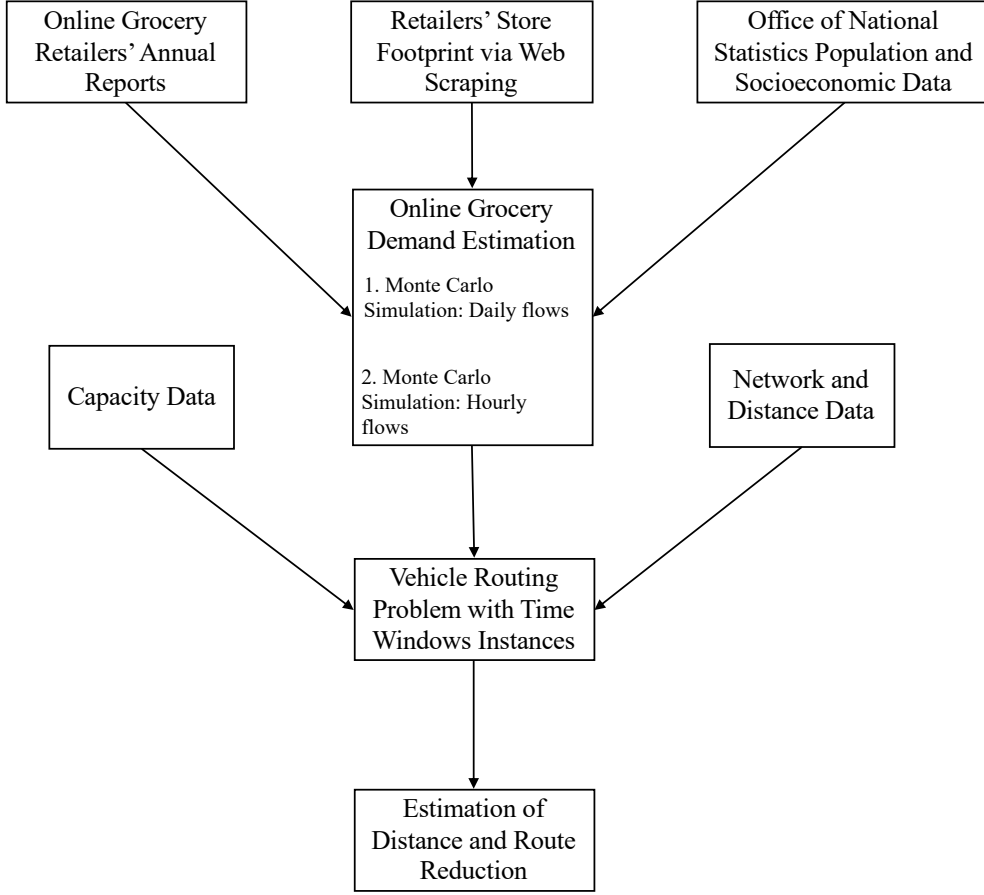 Online Grocery
Retailers’ Annual
Reports
Retailers’ Store
Footprint via Web
Scraping
Office of National
Statistics Population and
Socioeconomic Data
Online Grocery
Demand Estimation
1. Monte Carlo
Simulation: Daily flows
2. Monte Carlo
Simulation: Hourly
flows
Capacity Data
Network and
Distance Data
Vehicle Routing
Problem with Time
Windows Instances
Estimation of
Distance and Route
Reduction